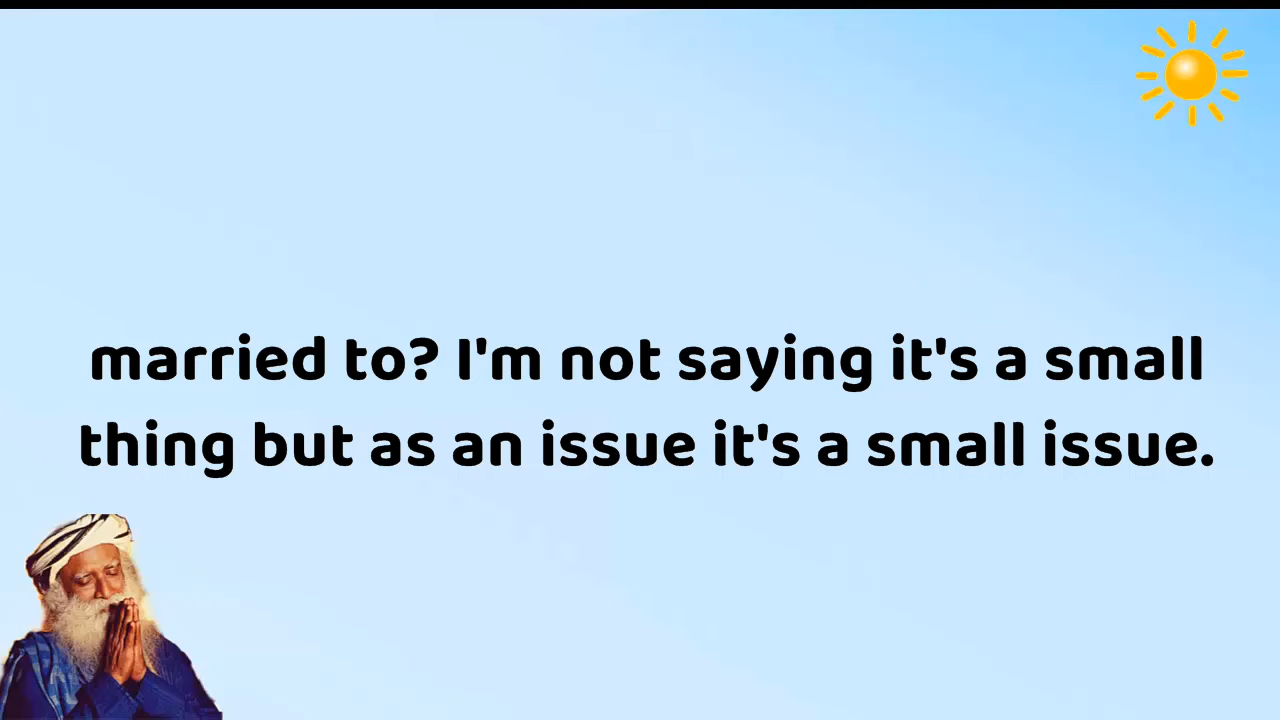 married to? I'm not saying it's a small
thing but as an issue it's a small issue.